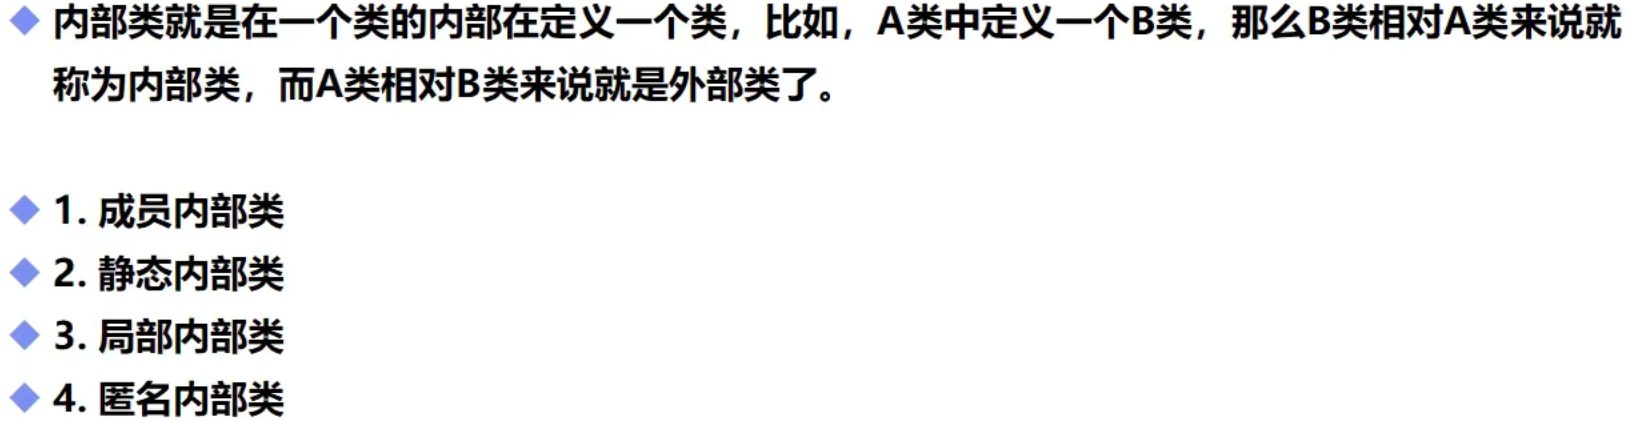 内部类就是在一个类的内部在定义一个类，比如，A类中定义一个B类，那么B类相对A类来说就
称为内部类，而A类相对B类来说就是外部类了。
1. 成员内部类
2. 静态内部类
3. 局部内部类
4. 匿名内部类